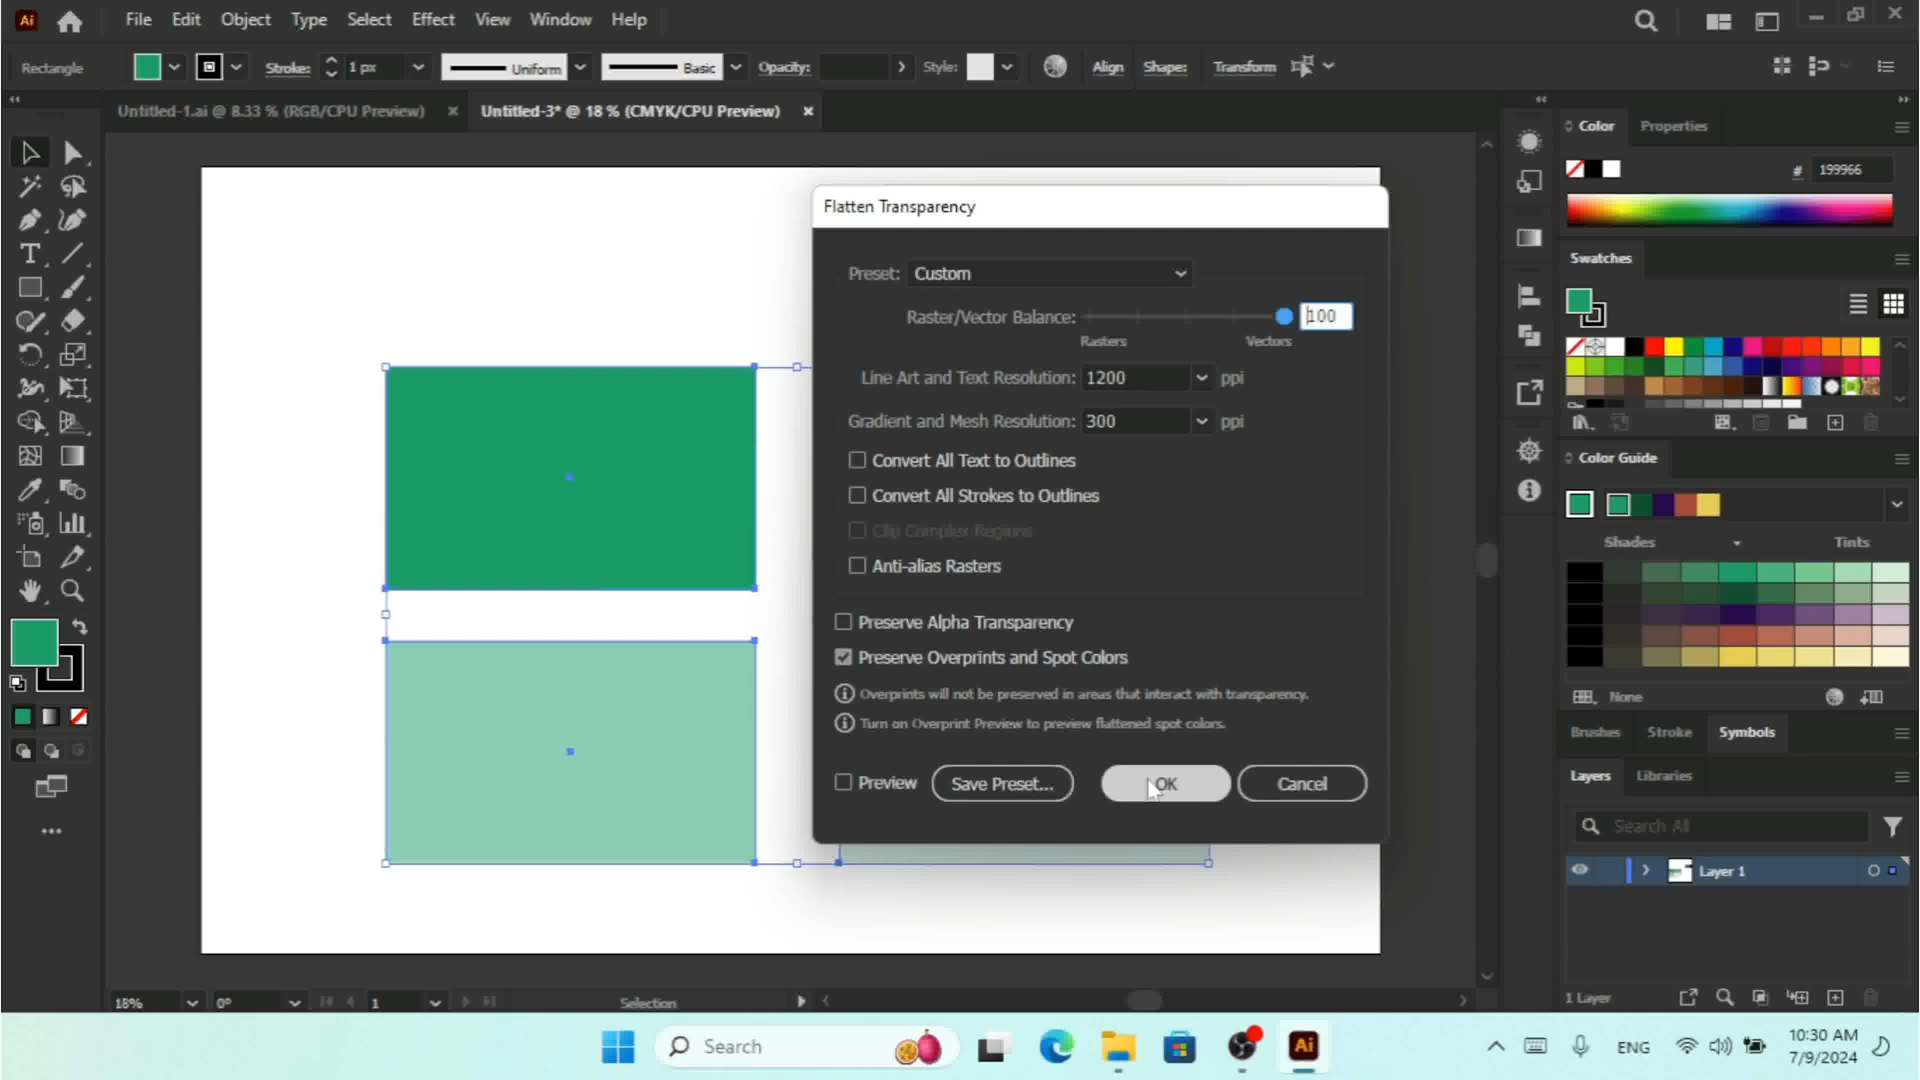 Ai File Edit Object Type Select Effect View Window Help
Rectangle Stroke: 1 px Uniform Basic Opacity: Style: Align Shape: Transform
Untitled-1.ai @ 8.33 % (RGB/CPU Preview) × Untitled-3* @ 18 % (CMYK/CPU Preview) ×
Color Properties
# 199966
Swatches
Flatten Transparency
Preset: Custom
Raster/Vector Balance: 100
Rasters Vectors
Line Art and Text Resolution: 1200 ppi
Gradient and Mesh Resolution: 300 ppi
Convert All Text to Outlines
Convert All Strokes to Outlines
Clip Complex Regions
Anti-alias Rasters
Preserve Alpha Transparency
Preserve Overprints and Spot Colors
Overprints will not be preserved in areas that interact with transparency.
Turn on Overprint Preview to preview flattened spot colors.
Preview Save Preset... OK Cancel
Color Guide
Shades Tints
None
Brushes Stroke Symbols
Layers Libraries
Search All
Layer 1
1 Layer
18% 0° 1 Selection
Search
Ai
ENG
10:30 AM
7/9/2024